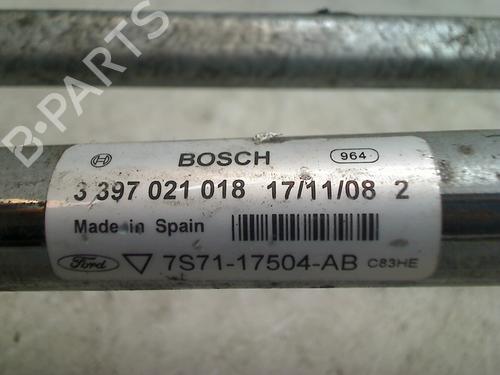 B-PARTS
BOSCH 964
3 397 021 018 17/11/08 2
Made in Spain
Ford 7S71-17504-AB C83HE